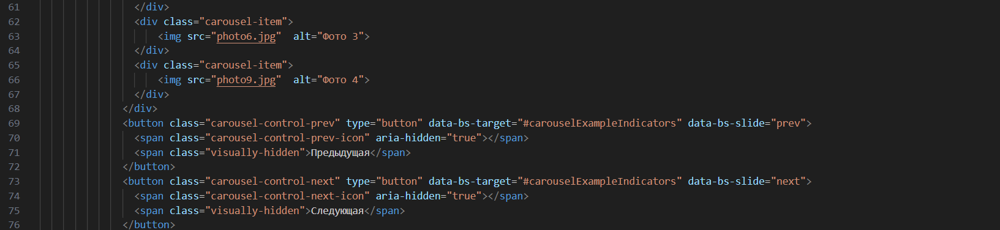 61 </div>
62 <div class="carousel-item">
63 <img src="photo6.jpg"  alt="Фото 3">
64 </div>
65 <div class="carousel-item">
66 <img src="photo9.jpg"  alt="Фото 4">
67 </div>
68 </div>
69 <button class="carousel-control-prev" type="button" data-bs-target="#carouselExampleIndicators" data-bs-slide="prev">
70 <span class="carousel-control-prev-icon" aria-hidden="true"></span>
71 <span class="visually-hidden">Предыдущая</span>
72 </button>
73 <button class="carousel-control-next" type="button" data-bs-target="#carouselExampleIndicators" data-bs-slide="next">
74 <span class="carousel-control-next-icon" aria-hidden="true"></span>
75 <span class="visually-hidden">Следующая</span>
76 </button>